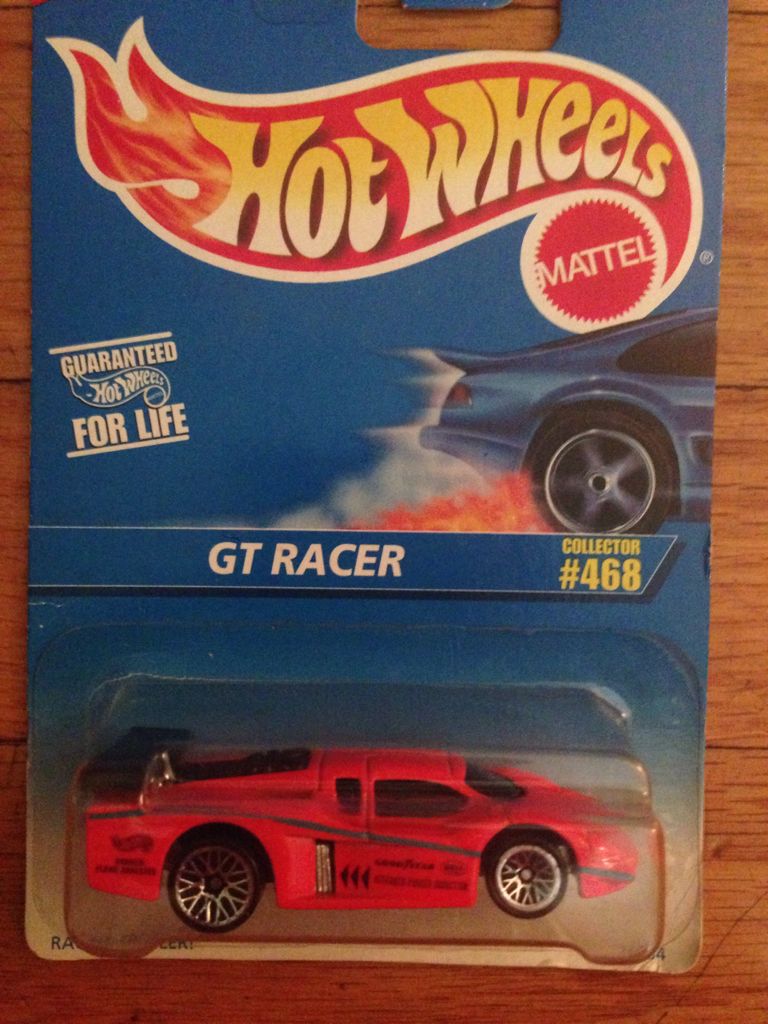 HOT WHEELS
MATTEL
®
GUARANTEED
HOT WHEELS
FOR LIFE
GT RACER
COLLECTOR
#468
GOODYEAR